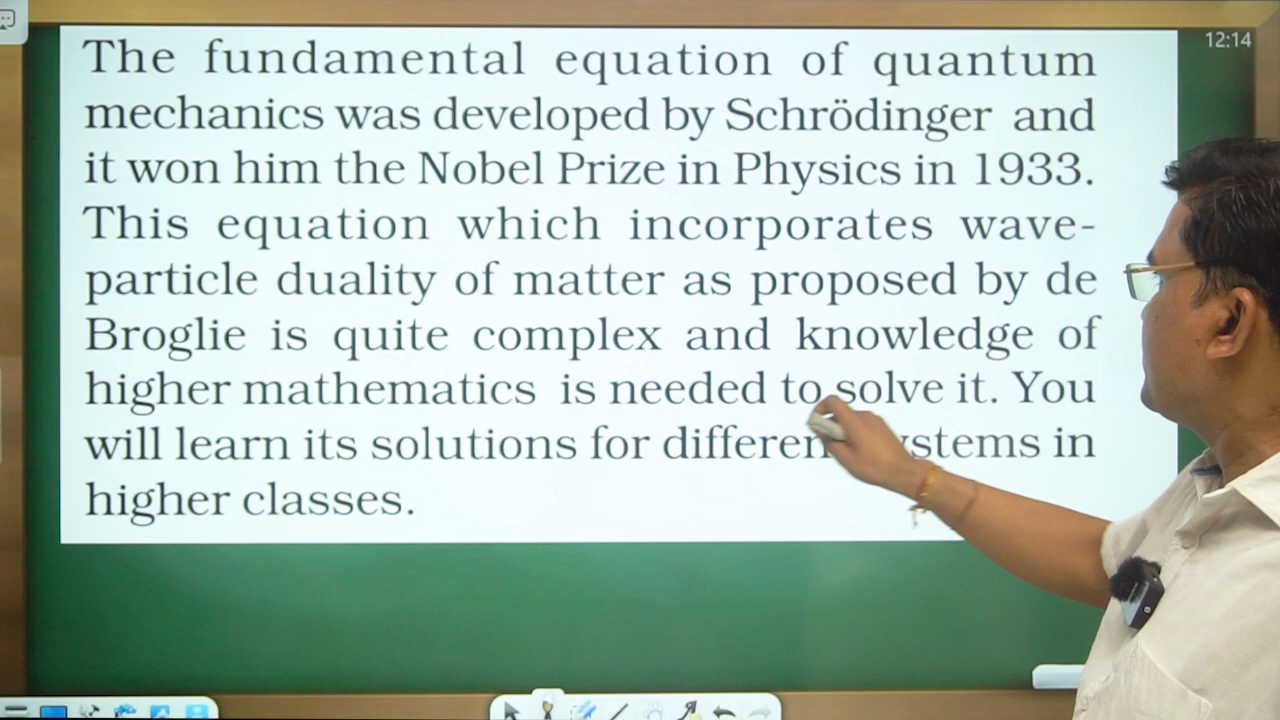 12:14
The fundamental equation of quantum
mechanics was developed by Schrödinger and
it won him the Nobel Prize in Physics in 1933.
This equation which incorporates wave-
particle duality of matter as proposed by de
Broglie is quite complex and knowledge of
higher mathematics is needed to solve it. You
will learn its solutions for different systems in
higher classes.